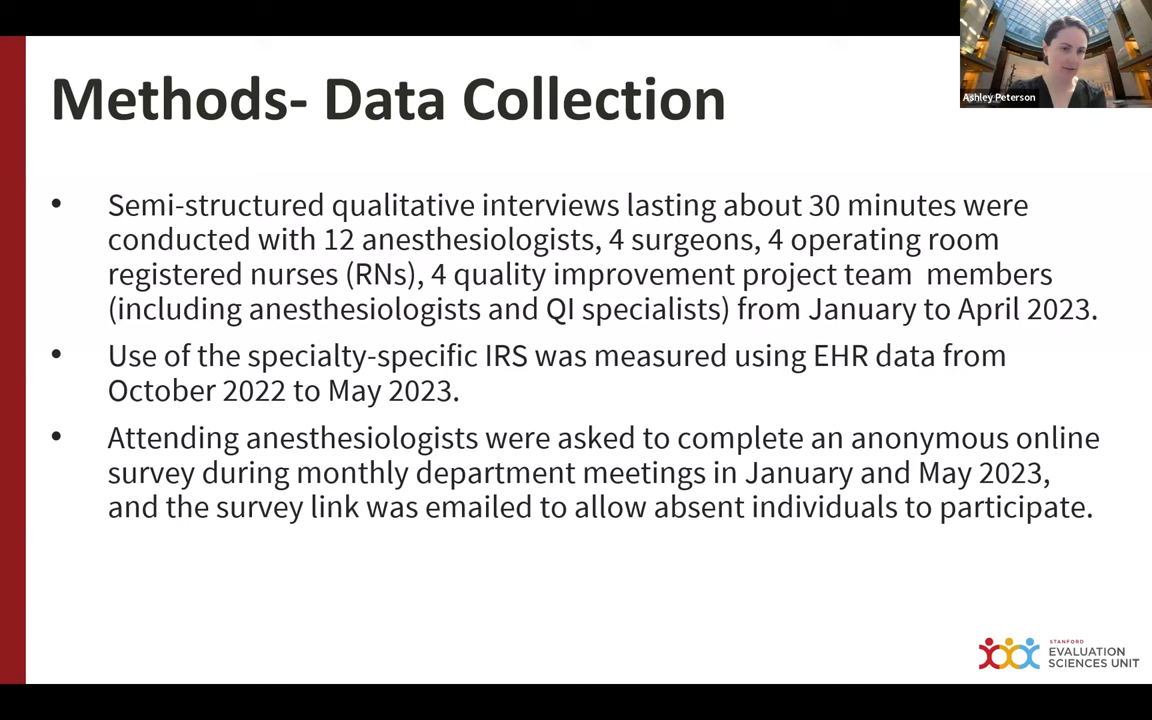 Ashley Peterson
Methods- Data Collection
• Semi-structured qualitative interviews lasting about 30 minutes were
conducted with 12 anesthesiologists, 4 surgeons, 4 operating room
registered nurses (RNs), 4 quality improvement project team  members
(including anesthesiologists and QI specialists) from January to April 2023.
• Use of the specialty-specific IRS was measured using EHR data from
October 2022 to May 2023.
• Attending anesthesiologists were asked to complete an anonymous online
survey during monthly department meetings in January and May 2023,
and the survey link was emailed to allow absent individuals to participate.
STANFORD
EVALUATION
SCIENCES UNIT